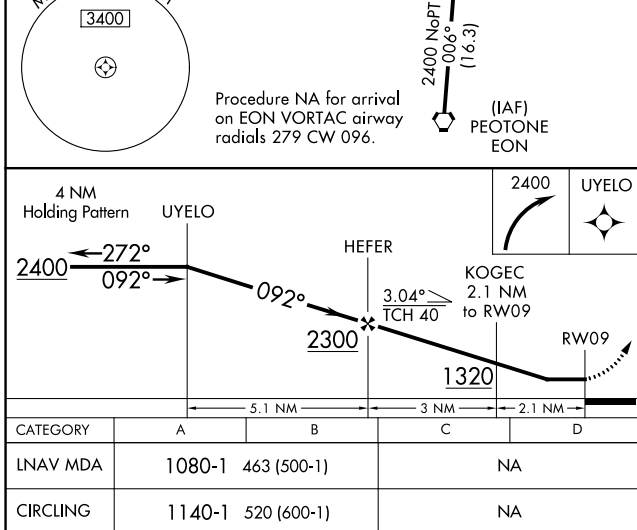 3400
2400 NoPT
006°
(16.3)
Procedure NA for arrival
on EON VORTAC airway
radials 279 CW 096.
(IAF)
PEOTONE
EON
4 NM
Holding Pattern
UYELO
2400
UYELO
2400
272°
092°
092°
HEFER
2300
3.04°
TCH 40
KOGEC
2.1 NM
to RW09
1320
RW09
5.1 NM
3 NM
2.1 NM
CATEGORY A B C D
LNAV MDA 1080-1 463 (500-1) NA
CIRCLING 1140-1 520 (600-1) NA